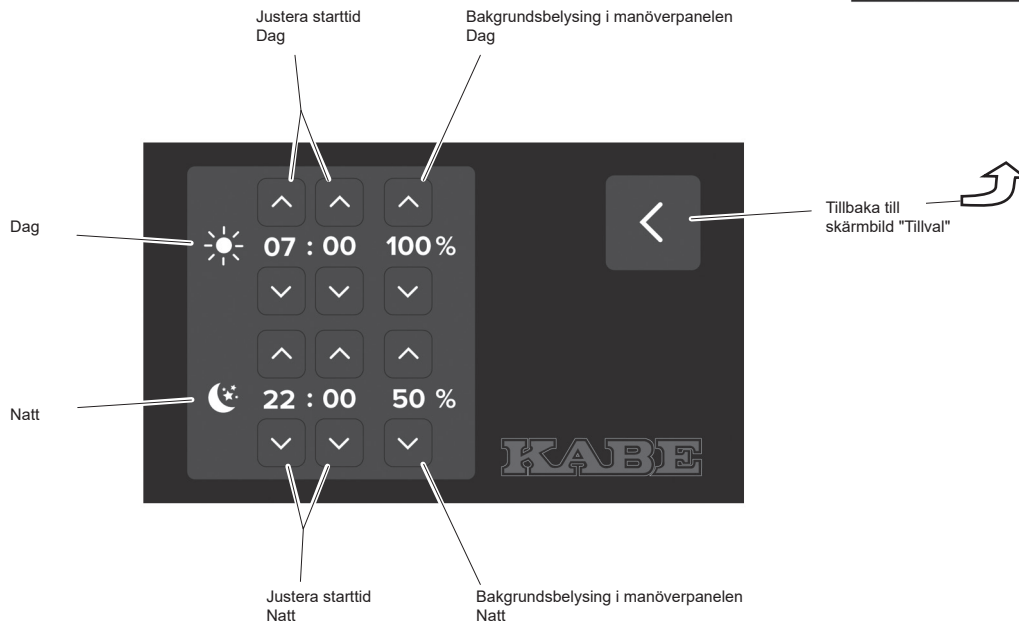 Justera starttid
Dag
Bakgrundsbelysing i manöverpanelen
Dag
Dag
07 : 00 100 %
Tillbaka till
skärmbild "Tillval"
Natt
22 : 00 50 %
KABE
Justera starttid
Natt
Bakgrundsbelysing i manöverpanelen
Natt